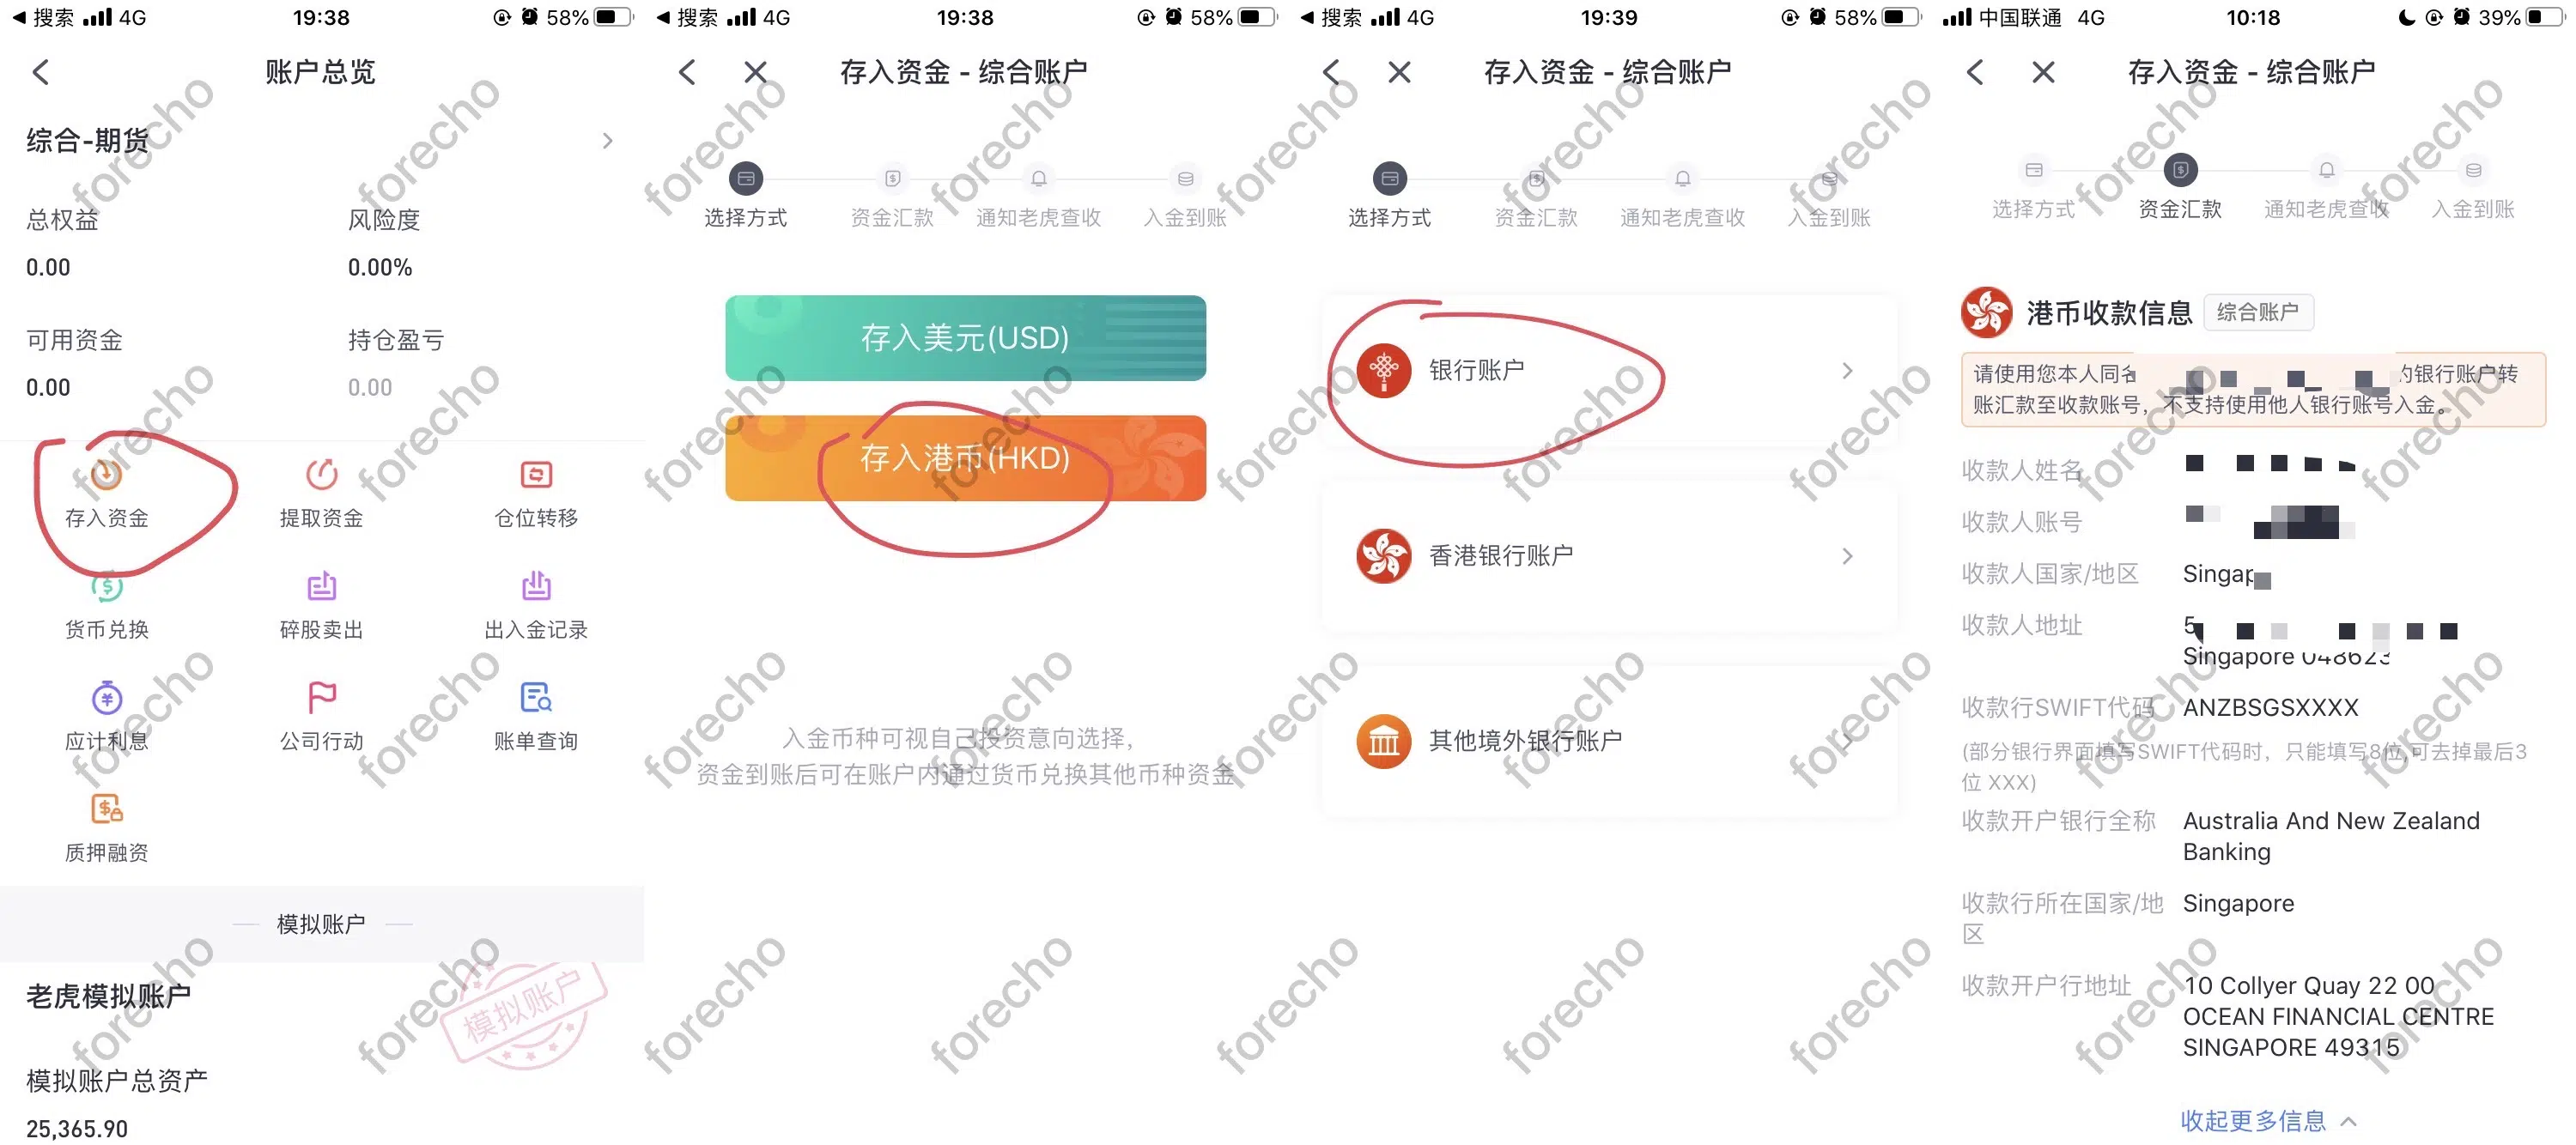 搜索 4G 19:38 58%
账户总览
综合-期货
总权益 风险度
0.00 0.00%
可用资金 持仓盈亏
0.00 0.00
存入资金 提取资金 仓位转移
货币兑换 碎股卖出 出入金记录
应计利息 公司行动 账单查询
质押融资
模拟账户
老虎模拟账户
模拟账户
模拟账户总资产
25,365.90
搜索 4G 19:38 58%
存入资金 - 综合账户
选择方式 资金汇款 通知老虎查收 入金到账
存入美元(USD)
存入港币(HKD)
入金币种可视自己投资意向选择，
资金到账后可在账户内通过货币兑换其他币种资金
搜索 4G 19:39 58%
存入资金 - 综合账户
选择方式 资金汇款 通知老虎查收 入金到账
银行账户
香港银行账户
其他境外银行账户
中国联通 4G 10:18 39%
存入资金 - 综合账户
选择方式 资金汇款 通知老虎查收 入金到账
港币收款信息 综合账户
请使用您本人同名 的银行账户转
账汇款至收款账号，不支持使用他人银行账号入金。
收款人姓名
收款人账号
收款人国家/地区 Singap
收款人地址 5
Singapore 048623
收款行SWIFT代码 ANZBSGSXXXX
(部分银行界面填写SWIFT代码时，只能填写8位,可去掉最后3
位 XXX)
收款开户银行全称 Australia And New Zealand
Banking
收款行所在国家/地 Singapore
区
收款开户行地址 10 Collyer Quay 22 00
OCEAN FINANCIAL CENTRE
SINGAPORE 49315
收起更多信息
forecho